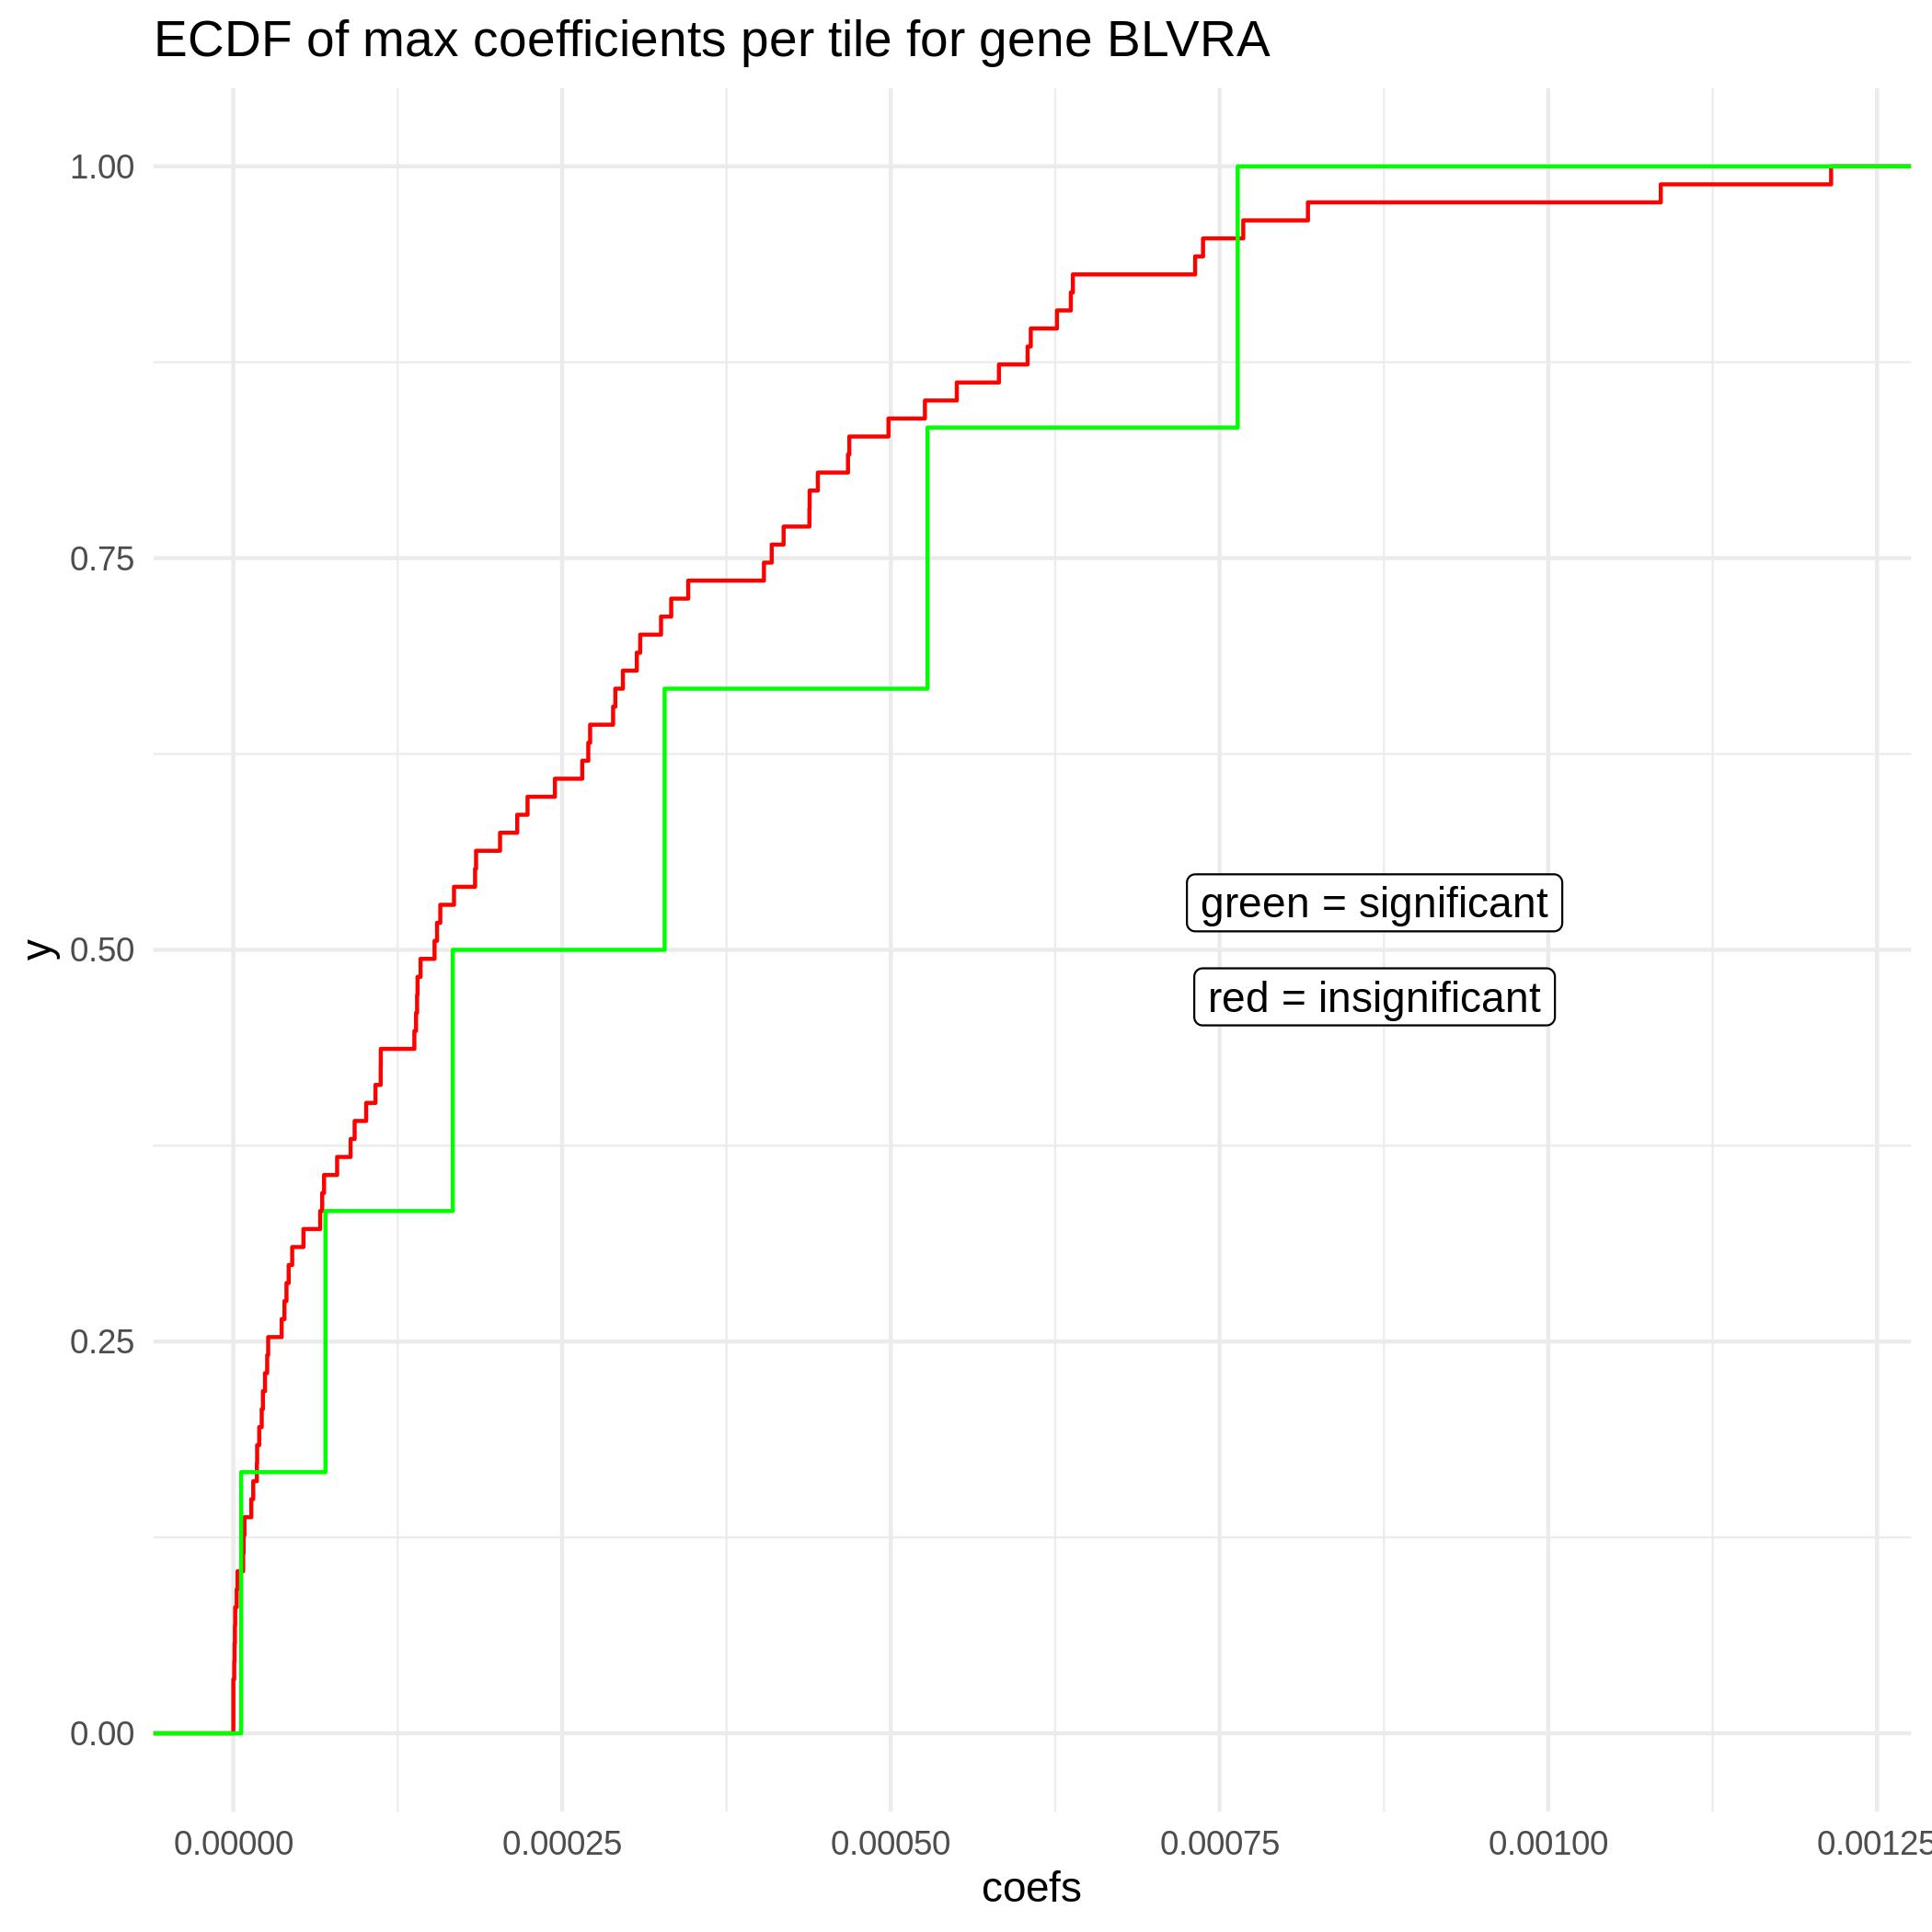 ECDF of max coefficients per tile for gene BLVRA
1.00
0.75
0.50
0.25
0.00
y
green = significant
red = insignificant
0.00000 0.00025 0.00050 0.00075 0.00100 0.00125
coefs